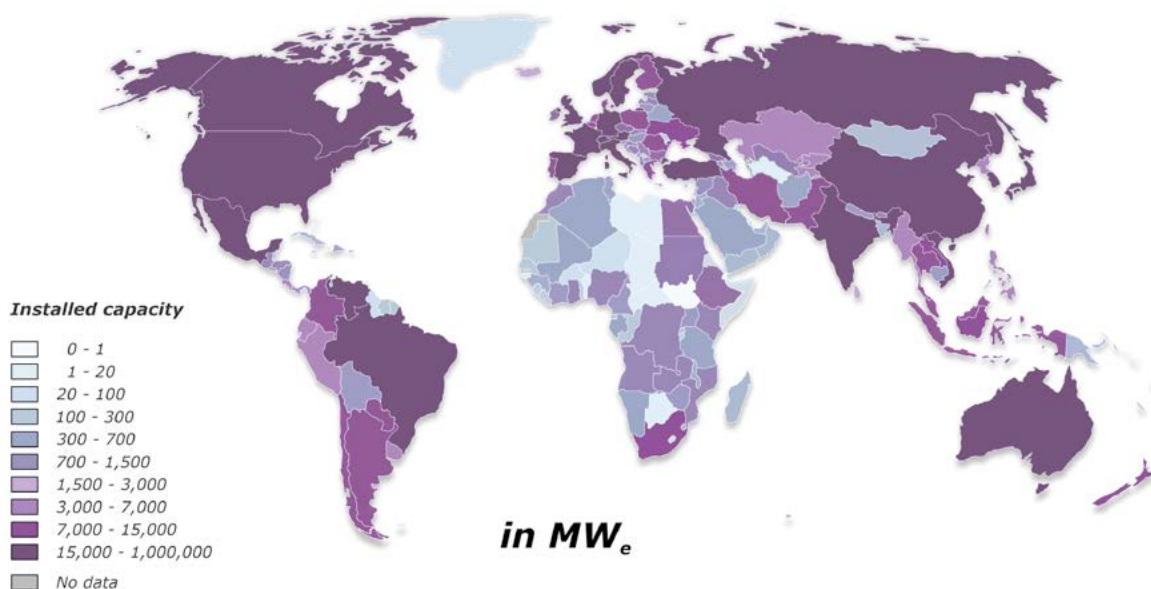 Installed capacity
0 - 1
1 - 20
20 - 100
100 - 300
300 - 700
700 - 1,500
1,500 - 3,000
3,000 - 7,000
7,000 - 15,000
15,000 - 1,000,000
No data
in MWe